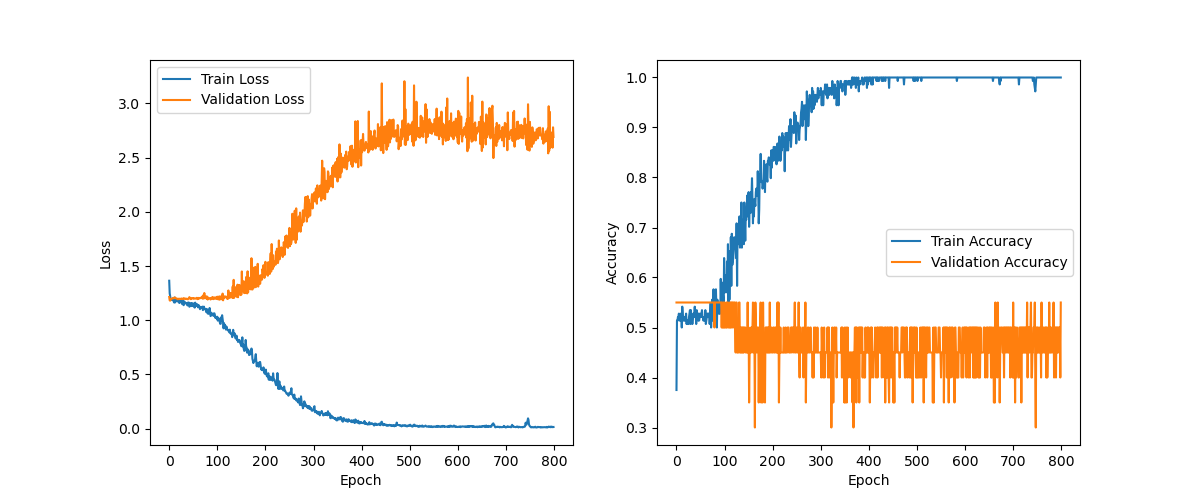 Train Loss
Validation Loss
3.0
2.5
2.0
1.5
1.0
0.5
0.0
Loss
0 100 200 300 400 500 600 700 800
Epoch
1.0
0.9
0.8
0.7
0.6
0.5
0.4
0.3
Accuracy
Train Accuracy
Validation Accuracy
0 100 200 300 400 500 600 700 800
Epoch